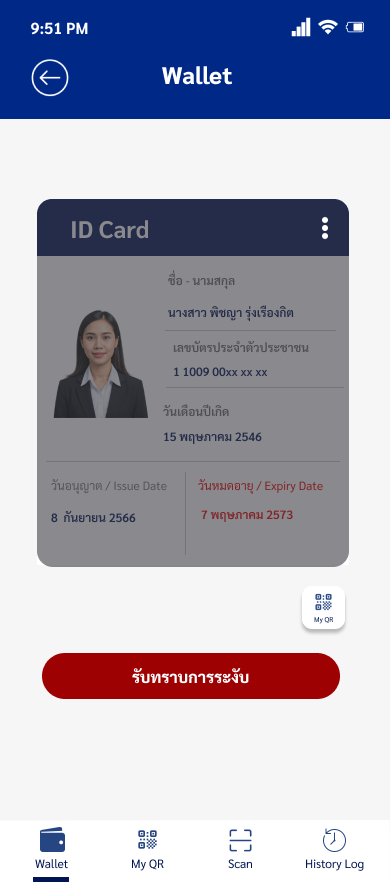 9:51 PM
Wallet
ID Card
ชื่อ - นามสกุล
นางสาว พิชญา รุ่งเรืองกิต
เลขบัตรประจำตัวประชาชน
1 1009 00xx xx xx
วันเดือนปีเกิด
15 พฤษภาคม 2546
วันอนุญาต / Issue Date
วันหมดอายุ / Expiry Date
8 กันยายน 2566
7 พฤษภาคม 2573
My QR
รับทราบการระงับ
Wallet
My QR
Scan
History Log